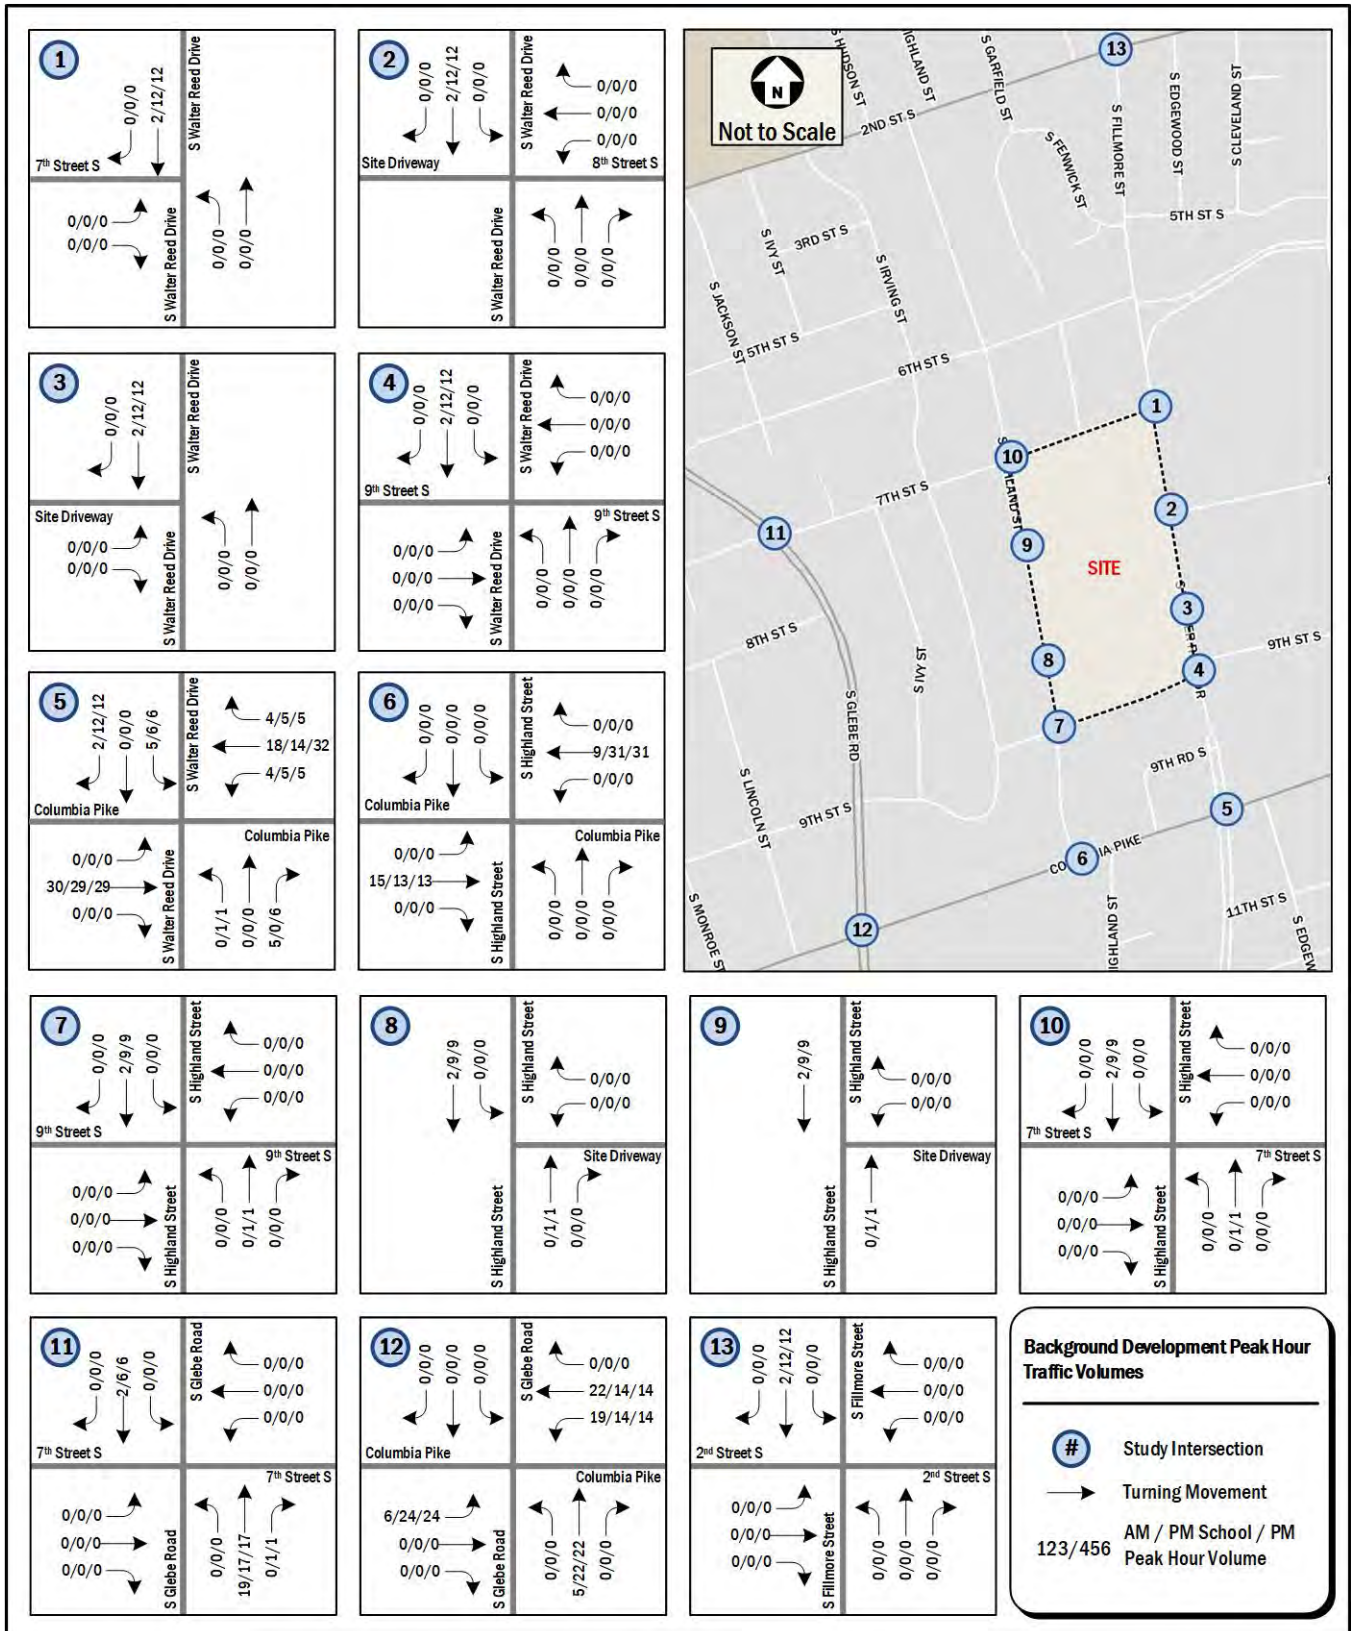 1
0/0/0
2/12/12
S Walter Reed Drive
7th Street S
0/0/0
0/0/0
S Walter Reed Drive
0/0/0
0/0/0
2
0/0/0
2/12/12
0/0/0
S Walter Reed Drive
0/0/0
0/0/0
0/0/0
Site Driveway
8th Street S
0/0/0
0/0/0
0/0/0
N
Not to Scale
S HUDSON ST
IGHLAND ST
S GARFIELD ST
13
2ND ST S
S FENWICK ST
S FILLMORE ST
S EDGEWOOD ST
S CLEVELAND ST
5TH ST S
S IVY ST
3RD ST S
S IRVING ST
S JACKSON ST
5TH ST S
6TH ST S
1
10
7TH ST S
2
11
9
SITE
3
8TH ST S
8
4
9TH ST S
S IVY ST
S GLEBE RD
7
S LINCOLN ST
9TH RD S
9TH ST S
5
6
IA PIKE
S MONROE ST
12
IGHLAND ST
11TH ST S
S EDGEW
3
0/0/0
2/12/12
S Walter Reed Drive
Site Driveway
0/0/0
0/0/0
S Walter Reed Drive
0/0/0
0/0/0
4
0/0/0
2/12/12
0/0/0
S Walter Reed Drive
0/0/0
0/0/0
0/0/0
9th Street S
9th Street S
0/0/0
0/0/0
0/0/0
S Walter Reed Drive
0/0/0
0/0/0
0/0/0
5
2/12/12
0/0/0
5/6/6
S Walter Reed Drive
4/5/5
18/14/32
4/5/5
Columbia Pike
Columbia Pike
0/0/0
30/29/29
0/0/0
S Walter Reed Drive
0/1/1
0/0/0
5/0/6
6
0/0/0
0/0/0
0/0/0
S Highland Street
0/0/0
9/31/31
0/0/0
Columbia Pike
Columbia Pike
0/0/0
15/13/13
0/0/0
S Highland Street
0/0/0
0/0/0
0/0/0
7
0/0/0
2/9/9
0/0/0
S Highland Street
0/0/0
0/0/0
0/0/0
9th Street S
9th Street S
0/0/0
0/0/0
0/0/0
S Highland Street
0/0/0
0/1/1
0/0/0
8
2/9/9
0/0/0
S Highland Street
0/0/0
0/0/0
Site Driveway
S Highland Street
0/1/1
0/0/0
9
2/9/9
S Highland Street
0/0/0
0/0/0
Site Driveway
S Highland Street
0/1/1
10
0/0/0
2/9/9
0/0/0
S Highland Street
0/0/0
0/0/0
0/0/0
7th Street S
7th Street S
0/0/0
0/0/0
0/0/0
S Highland Street
0/0/0
0/1/1
0/0/0
11
0/0/0
2/6/6
0/0/0
S Glebe Road
0/0/0
0/0/0
0/0/0
7th Street S
7th Street S
0/0/0
0/0/0
0/0/0
S Glebe Road
0/0/0
19/17/17
0/1/1
12
0/0/0
0/0/0
0/0/0
S Glebe Road
0/0/0
22/14/14
19/14/14
Columbia Pike
Columbia Pike
6/24/24
0/0/0
0/0/0
S Glebe Road
0/0/0
5/22/22
0/0/0
13
0/0/0
2/12/12
0/0/0
S Fillmore Street
0/0/0
0/0/0
0/0/0
2nd Street S
2nd Street S
0/0/0
0/0/0
0/0/0
S Fillmore Street
0/0/0
0/0/0
0/0/0
Background Development Peak Hour
Traffic Volumes
# Study Intersection
Turning Movement
123/456 AM / PM School / PM
Peak Hour Volume